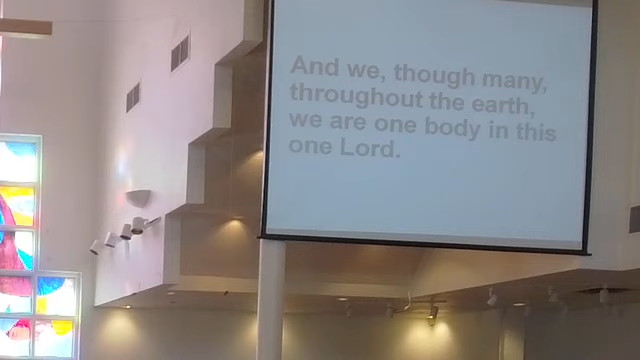 And we, though many,
throughout the earth,
we are one body in this
one Lord.